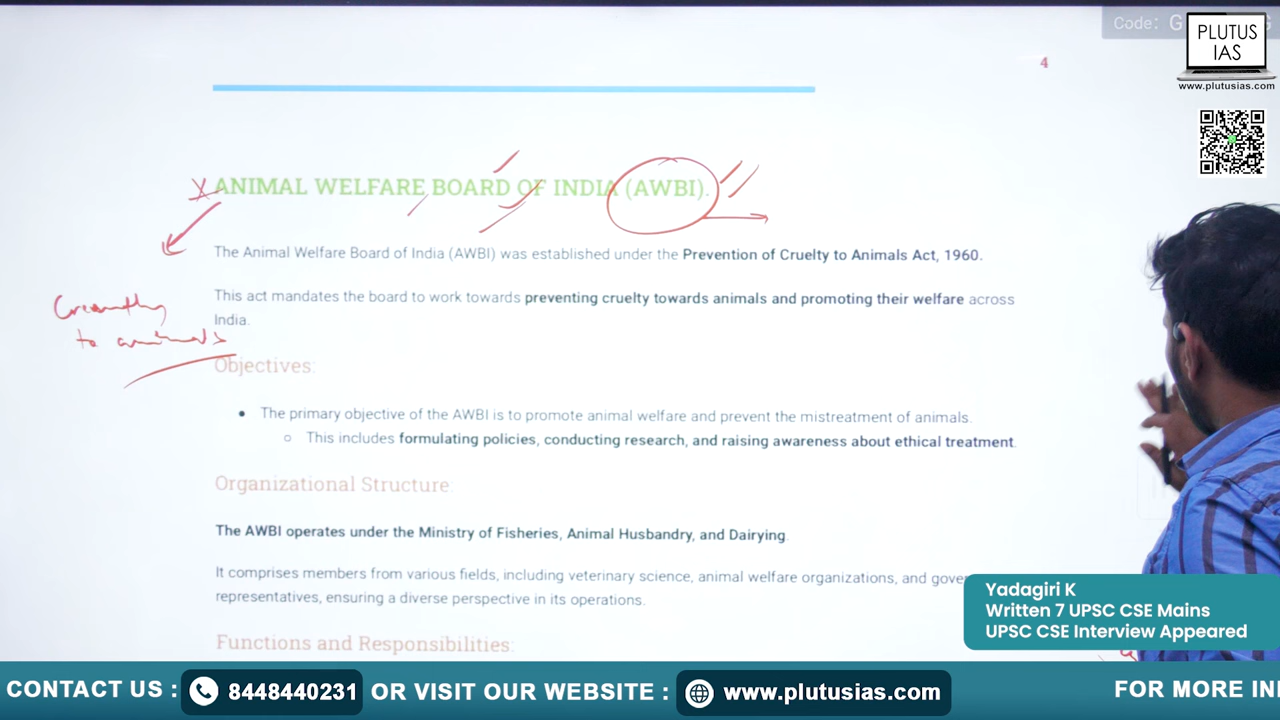 Code: G
G
PLUTUS
IAS
www.plutusias.com
4
ANIMAL WELFARE BOARD OF INDIA (AWBI).
The Animal Welfare Board of India (AWBI) was established under the Prevention of Cruelty to Animals Act, 1960.
This act mandates the board to work towards preventing cruelty towards animals and promoting their welfare across
India.
to animals
Objectives:
• The primary objective of the AWBI is to promote animal welfare and prevent the mistreatment of animals.
○ This includes formulating policies, conducting research, and raising awareness about ethical treatment.
Organizational Structure
The AWBI operates under the Ministry of Fisheries, Animal Husbandry, and Dairying.
It comprises members from various fields, including veterinary science, animal welfare organizations, and gove
representatives, ensuring a diverse perspective in its operations.
Functions and Responsibilities:
Yadagiri K
Written 7 UPSC CSE Mains
UPSC CSE Interview Appeared
CONTACT US : 8448440231 OR VISIT OUR WEBSITE : www.plutusias.com FOR MORE IN